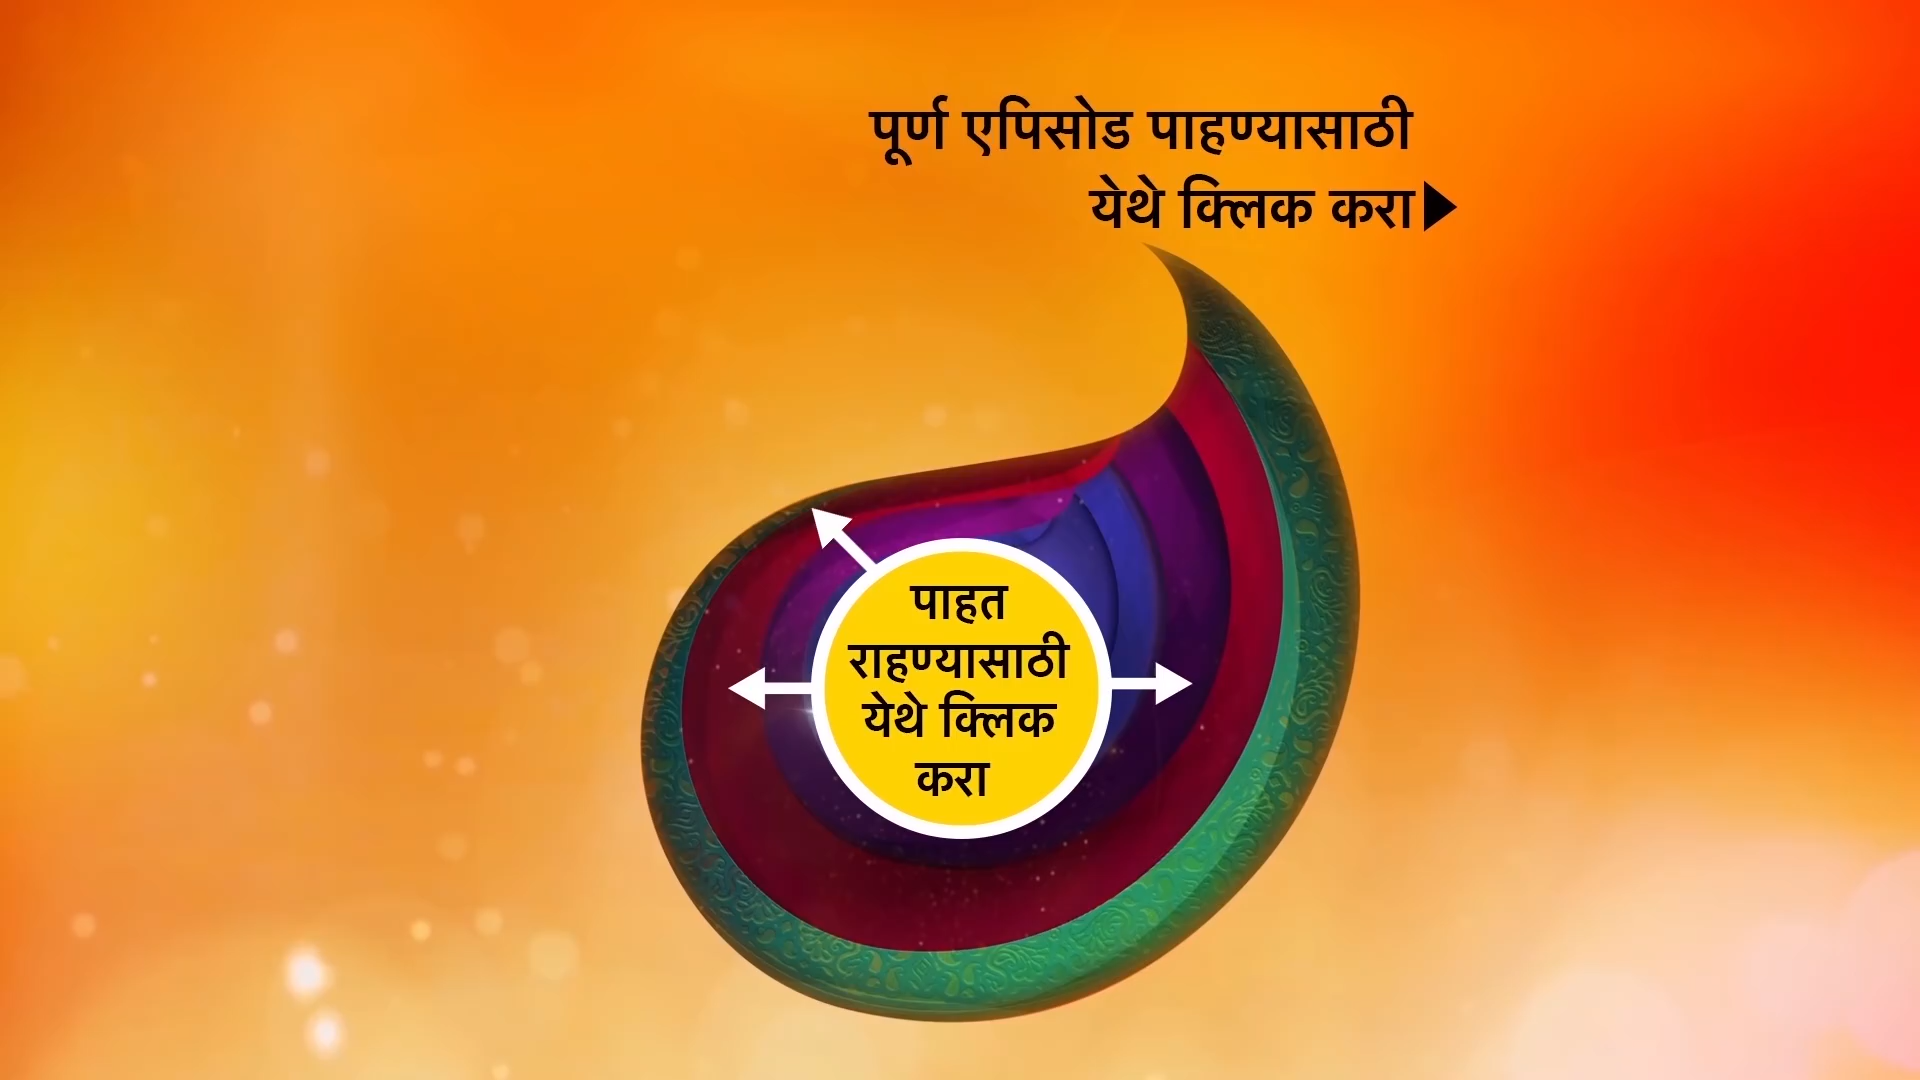 पूर्ण एपिसोड पाहण्यासाठी
येथे क्लिक करा
पाहत
राहण्यासाठी
येथे क्लिक
करा